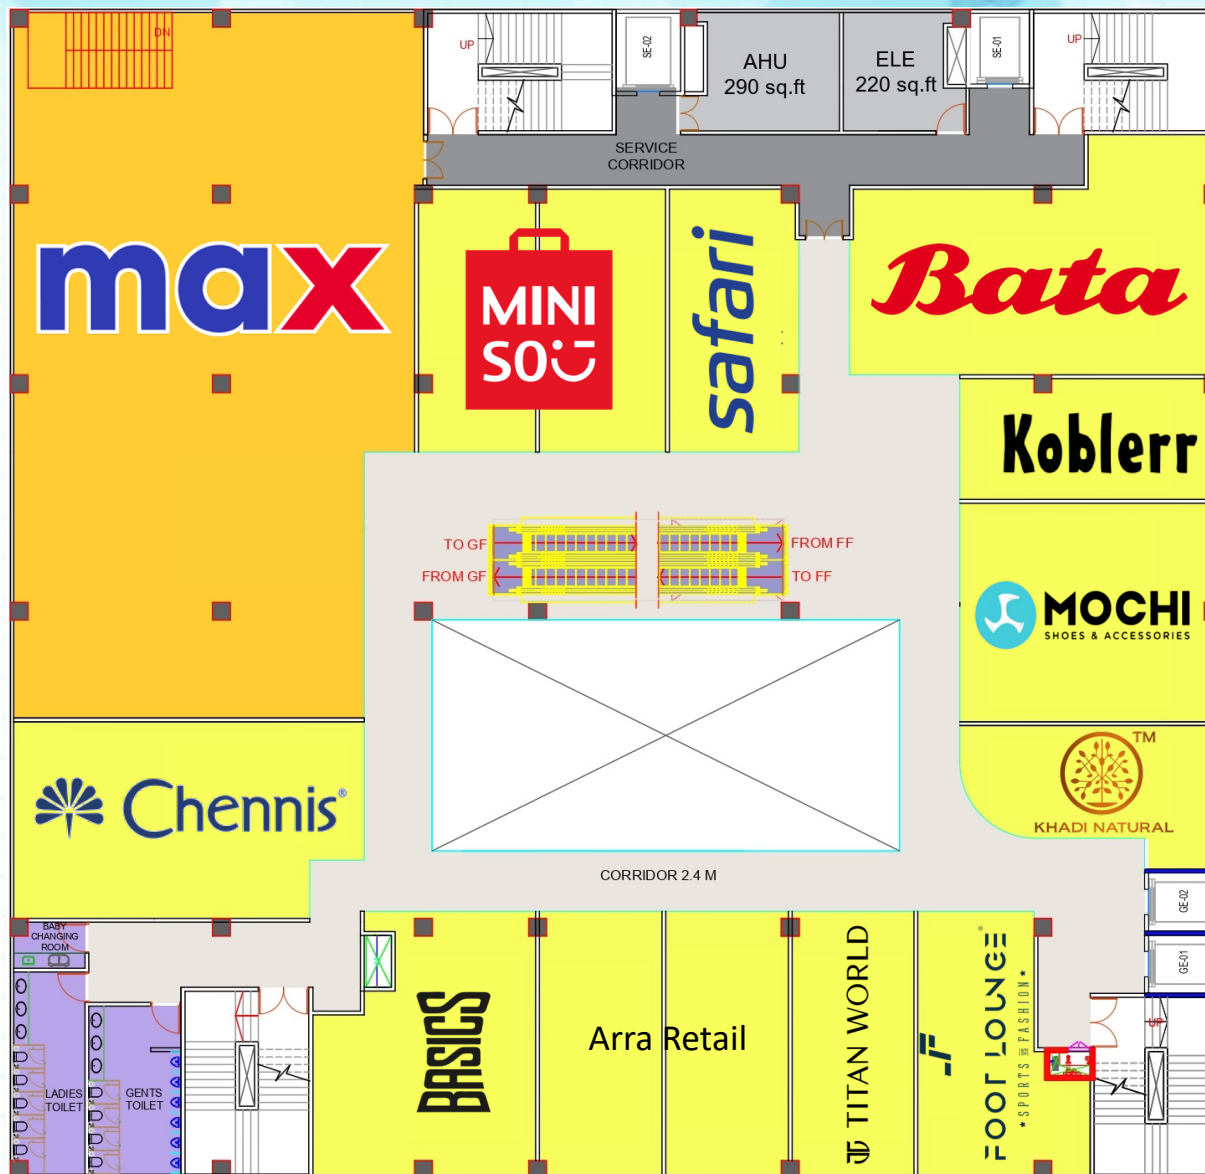 DN
UP
SE-02
AHU
290 sq.ft
ELE
220 sq.ft
SE-01
UP
SERVICE
CORRIDOR
max
MINI
SO
safari
Bata
Koblerr
TO GF
FROM FF
FROM GF
TO FF
MOCHI
SHOES & ACCESSORIES
TM
KHADI NATURAL
Chennis®
CORRIDOR 2.4 M
GE-02
GE-01
BABY
CHANGING
ROOM
LADIES
TOILET
GENTS
TOILET
BASICS
Arra Retail
TITAN WORLD
FOOT LOUNGE®
★SPORTS IS FASHION★
UP